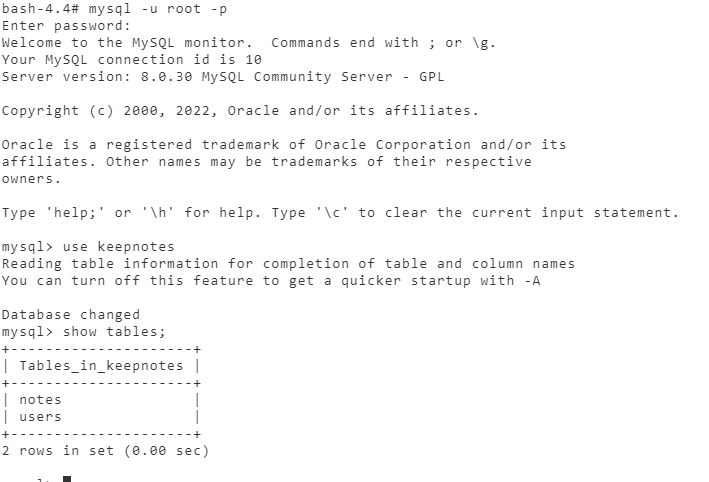 bash-4.4# mysql -u root -p
Enter password:
Welcome to the MySQL monitor.  Commands end with ; or \g.
Your MySQL connection id is 10
Server version: 8.0.30 MySQL Community Server - GPL
Copyright (c) 2000, 2022, Oracle and/or its affiliates.
Oracle is a registered trademark of Oracle Corporation and/or its
affiliates. Other names may be trademarks of their respective
owners.
Type 'help;' or '\h' for help. Type '\c' to clear the current input statement.
mysql> use keepnotes
Reading table information for completion of table and column names
You can turn off this feature to get a quicker startup with -A
Database changed
mysql> show tables;
+---------------------+
| Tables_in_keepnotes |
+---------------------+
| notes               |
| users               |
+---------------------+
2 rows in set (0.00 sec)